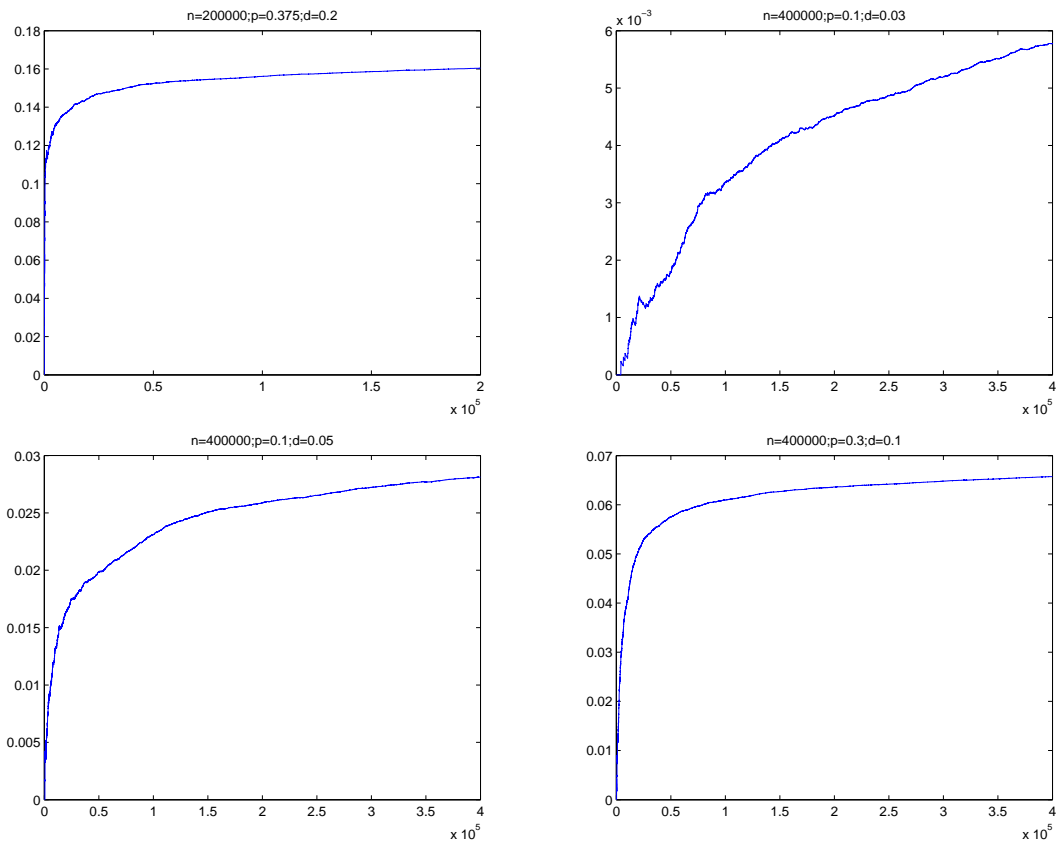 n=200000;p=0.375;d=0.2
0.18
0.16
0.14
0.12
0.1
0.08
0.06
0.04
0.02
0
0 0.5 1 1.5 2
x 10^5
n=400000;p=0.1;d=0.03
x 10^−3
6
5
4
3
2
1
0
0 0.5 1 1.5 2 2.5 3 3.5 4
x 10^5
n=400000;p=0.1;d=0.05
0.03
0.025
0.02
0.015
0.01
0.005
0
0 0.5 1 1.5 2 2.5 3 3.5 4
x 10^5
n=400000;p=0.3;d=0.1
0.07
0.06
0.05
0.04
0.03
0.02
0.01
0
0 0.5 1 1.5 2 2.5 3 3.5 4
x 10^5